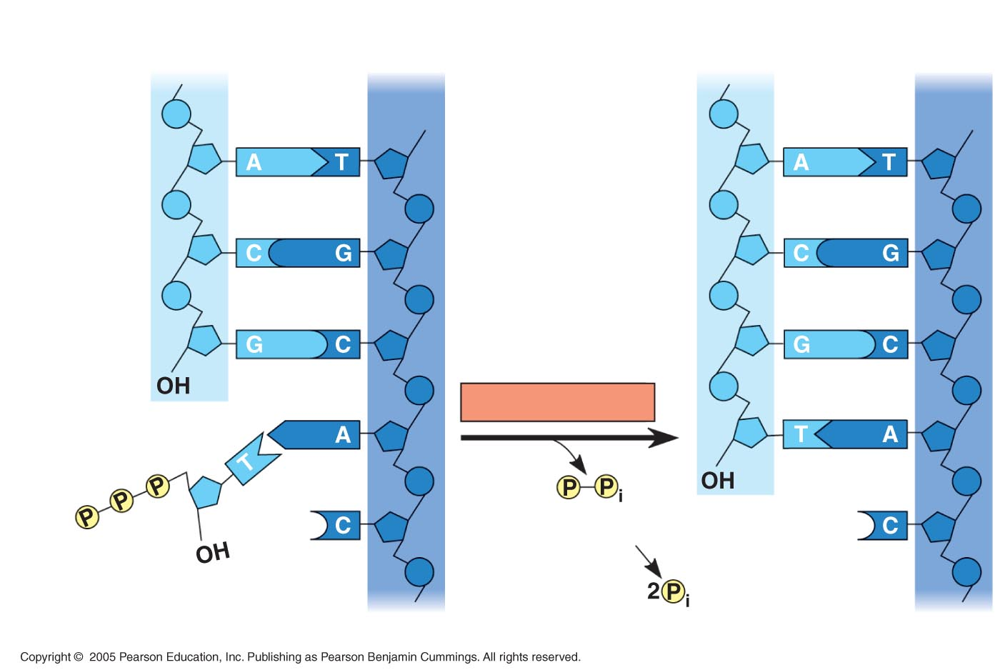 A T
A T
C G
C G
G C
G C
OH
A
T A
T
P P P
P P i
OH
C
C
OH
2 P i
Copyright © 2005 Pearson Education, Inc. Publishing as Pearson Benjamin Cummings. All rights reserved.